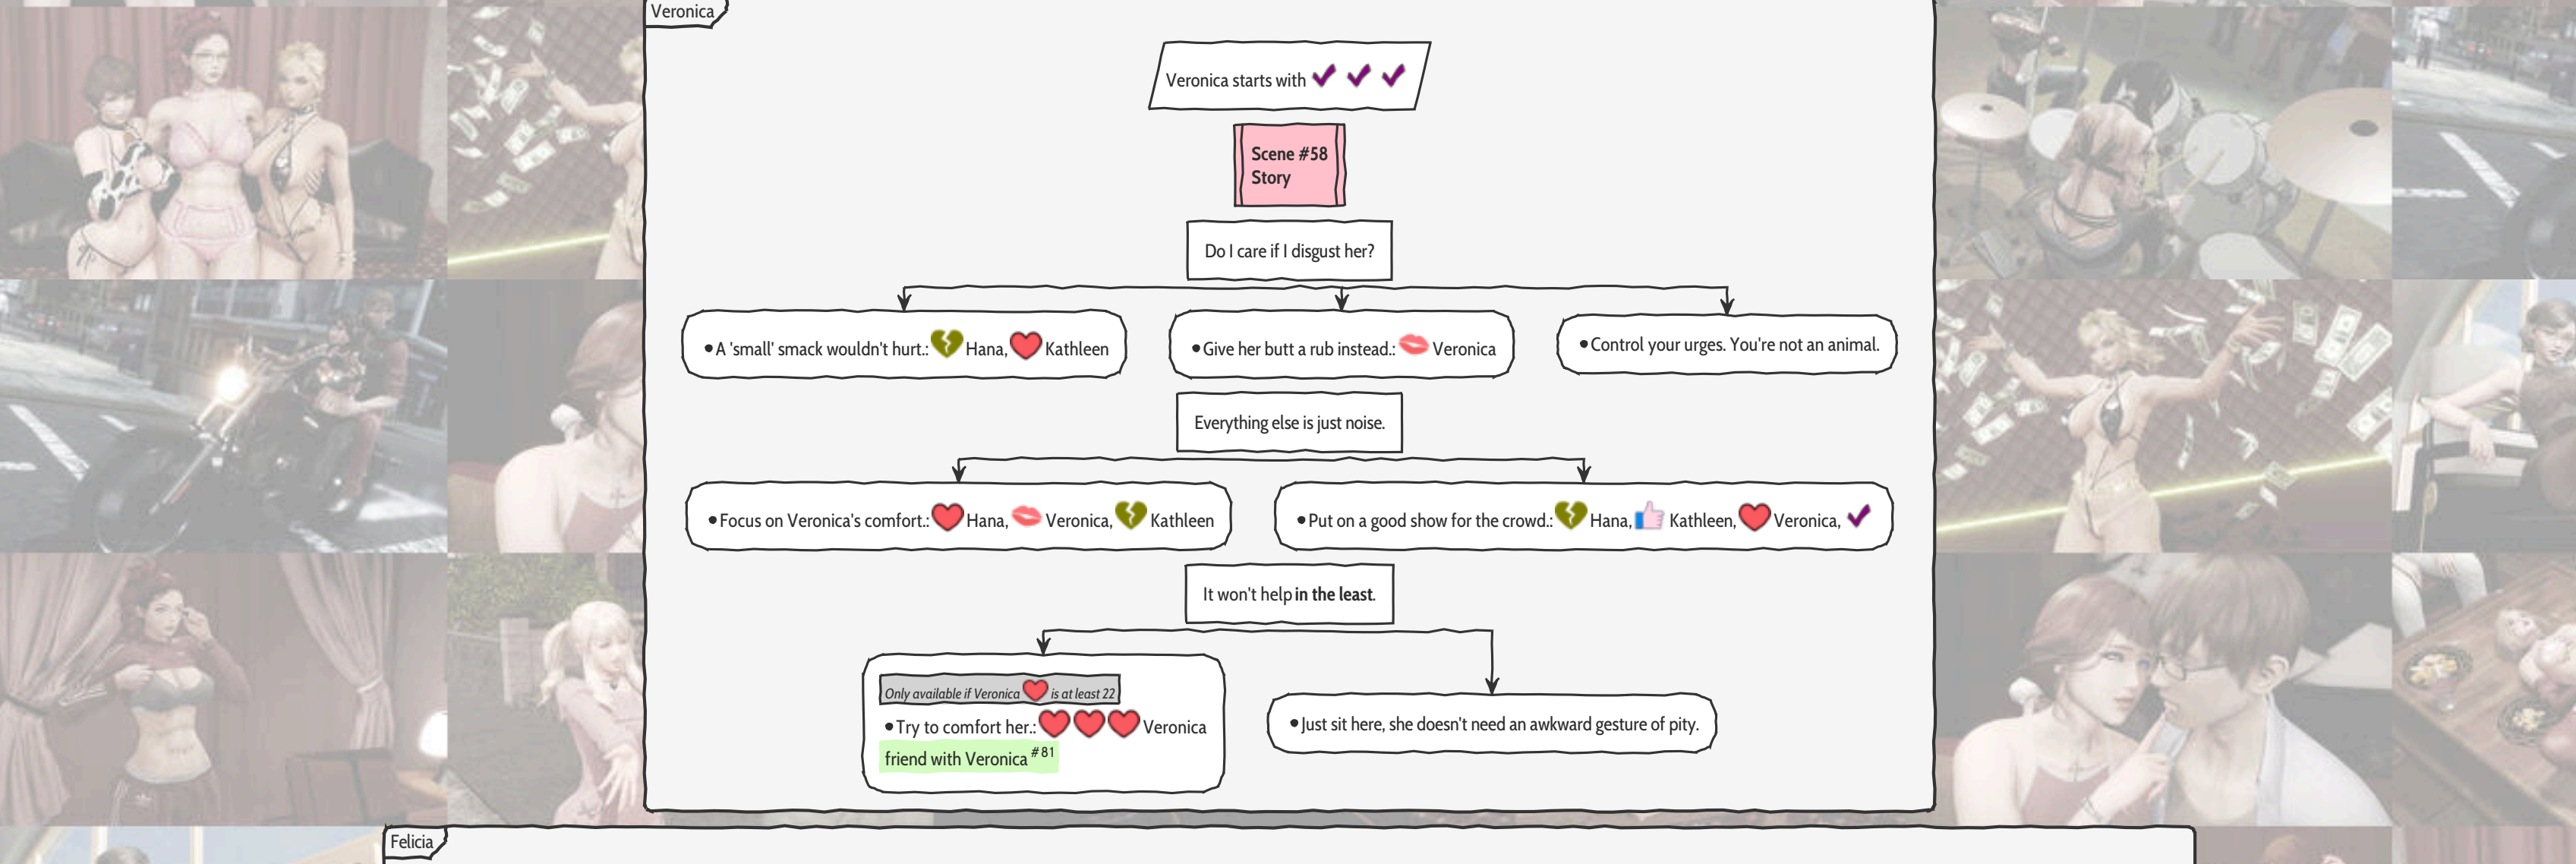 Veronica
Veronica starts with
Scene #58
Story
Do I care if I disgust her?
•A 'small' smack wouldn't hurt.: Hana, Kathleen
•Give her butt a rub instead.: Veronica
•Control your urges. You're not an animal.
Everything else is just noise.
•Focus on Veronica's comfort.: Hana, Veronica, Kathleen
•Put on a good show for the crowd.: Hana, Kathleen, Veronica,
It won't help in the least.
Only available if Veronica is at least 22
•Try to comfort her.: Veronica
friend with Veronica #81
•Just sit here, she doesn't need an awkward gesture of pity.
Felicia